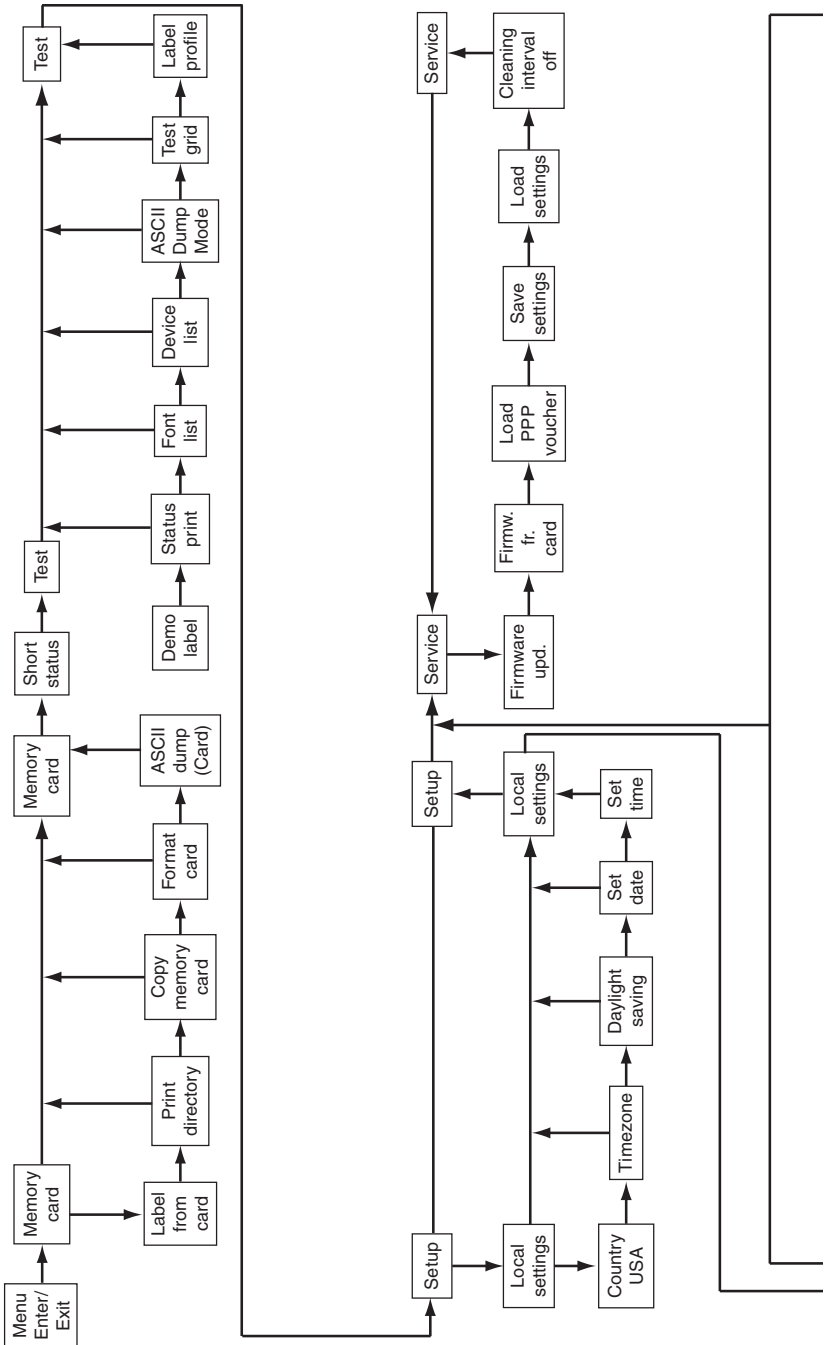 Menu
Enter/
Exit
Memory
card
Label
from
card
Print
directory
Copy
memory
card
Format
card
ASCII
dump
(Card)
Memory
card
Short
status
Test
Demo
label
Status
print
Font
list
Device
list
ASCII
Dump
Mode
Test
grid
Label
profile
Test
Setup
Local
settings
Country
USA
Timezone
Daylight
saving
Set
date
Set
time
Local
settings
Setup
Service
Firmware
upd.
Firmw.
fr.
card
Load
PPP
voucher
Save
settings
Load
settings
Cleaning
interval
off
Service